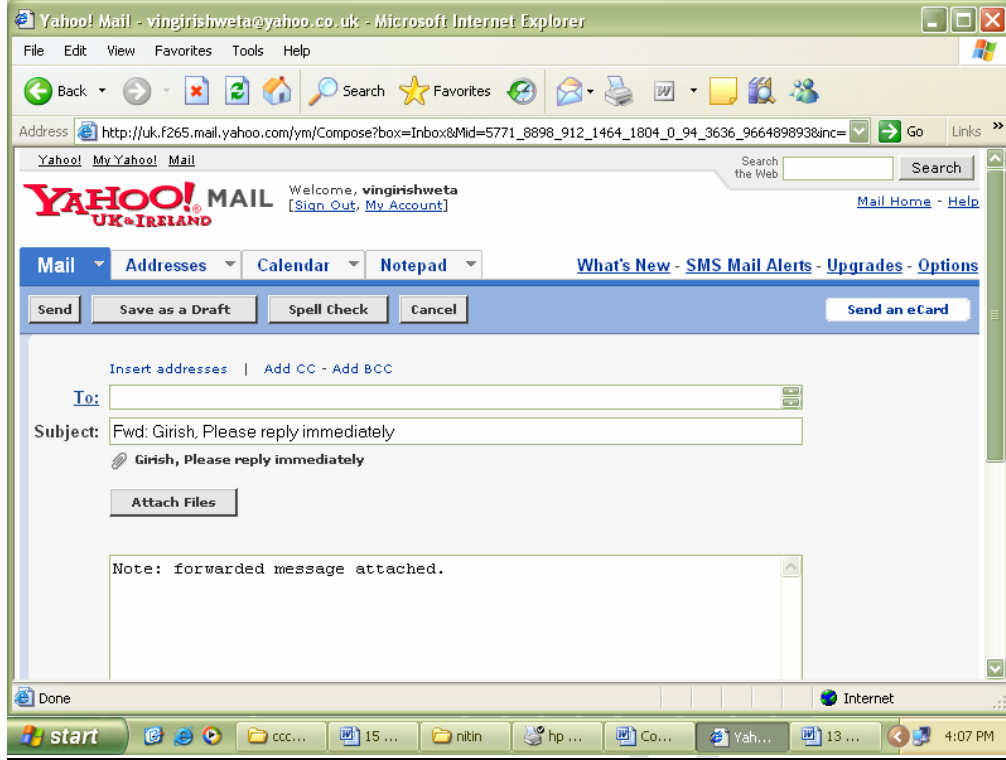 Yahoo! Mail - vingirishweta@yahoo.co.uk - Microsoft Internet Explorer
File Edit View Favorites Tools Help
Back Search Favorites
Address http://uk.f265.mail.yahoo.com/ym/Compose?box=Inbox&Mid=5771_8898_912_1464_1804_0_94_3636_966489893&inc= Go Links »
Yahoo! My Yahoo! Mail
Search the Web Search
YAHOO! MAIL
UK & IRELAND
Welcome, vingirishweta
[Sign Out, My Account]
Mail Home - Help
Mail Addresses Calendar Notepad What's New - SMS Mail Alerts - Upgrades - Options
Send Save as a Draft Spell Check Cancel Send an eCard
Insert addresses | Add CC - Add BCC
To:
Subject: Fwd: Girish, Please reply immediately
Girish, Please reply immediately
Attach Files
Note: forwarded message attached.
Done Internet
start ccc... 15 ... nitin hp ... Co... Yah... 13 ... 4:07 PM